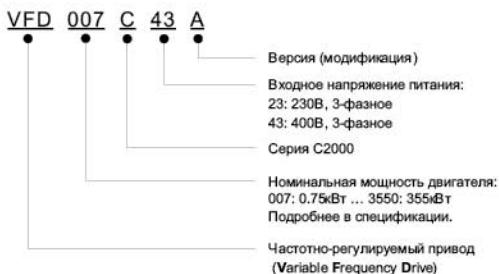 VFD 007 C 43 A
Версия (модификация)
Входное напряжение питания:
23: 230В, 3-фазное
43: 400В, 3-фазное
Серия C2000
Номинальная мощность двигателя:
007: 0.75кВт ... 3550: 355кВт
Подробнее в спецификации.
Частотно-регулируемый привод
(Variable Frequency Drive)